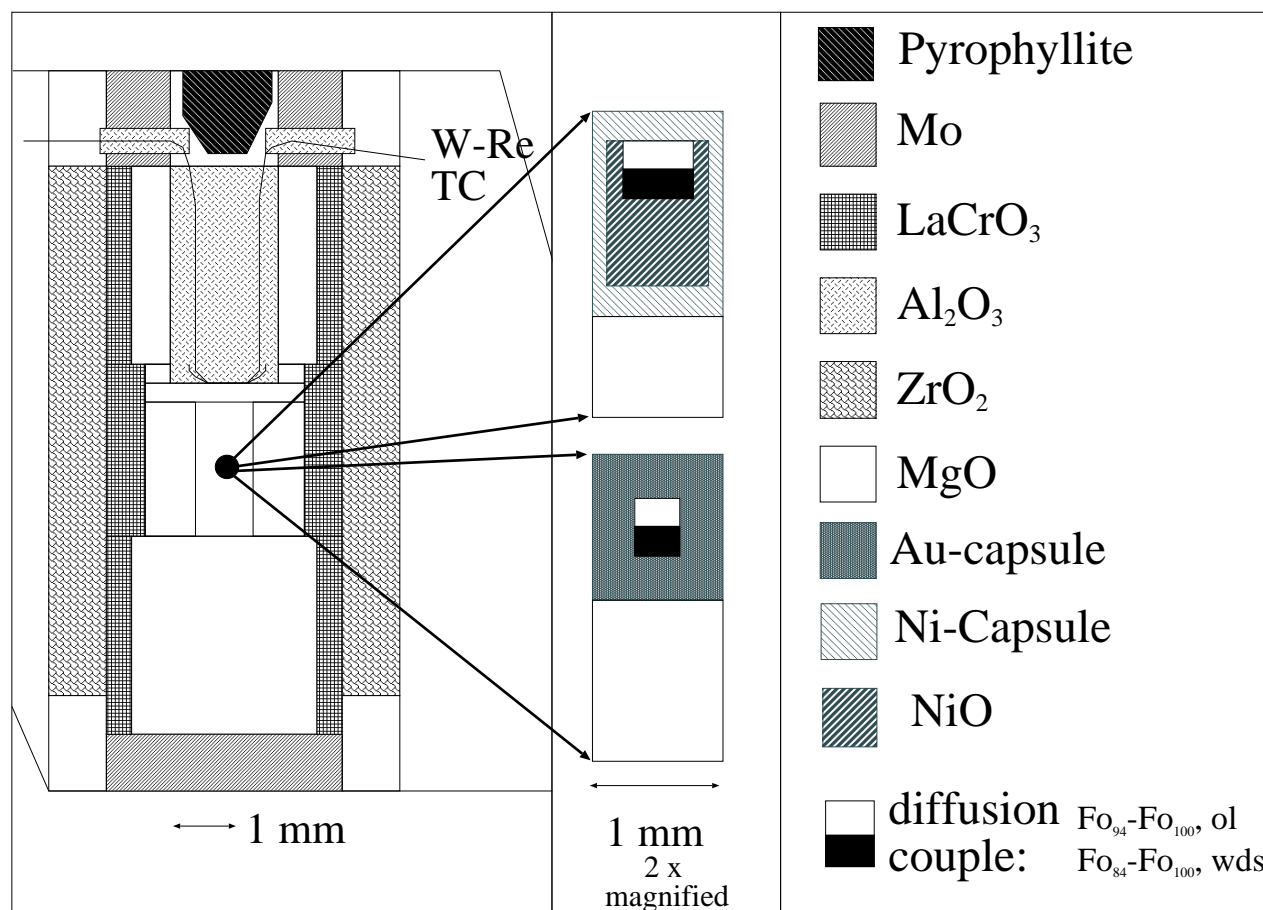 W-Re
TC
1 mm
1 mm
2 x
magnified
Pyrophyllite
Mo
LaCrO₃
Al₂O₃
ZrO₂
MgO
Au-capsule
Ni-Capsule
NiO
diffusion Fo₉₄-Fo₁₀₀, ol
couple: Fo₈₄-Fo₁₀₀, wds